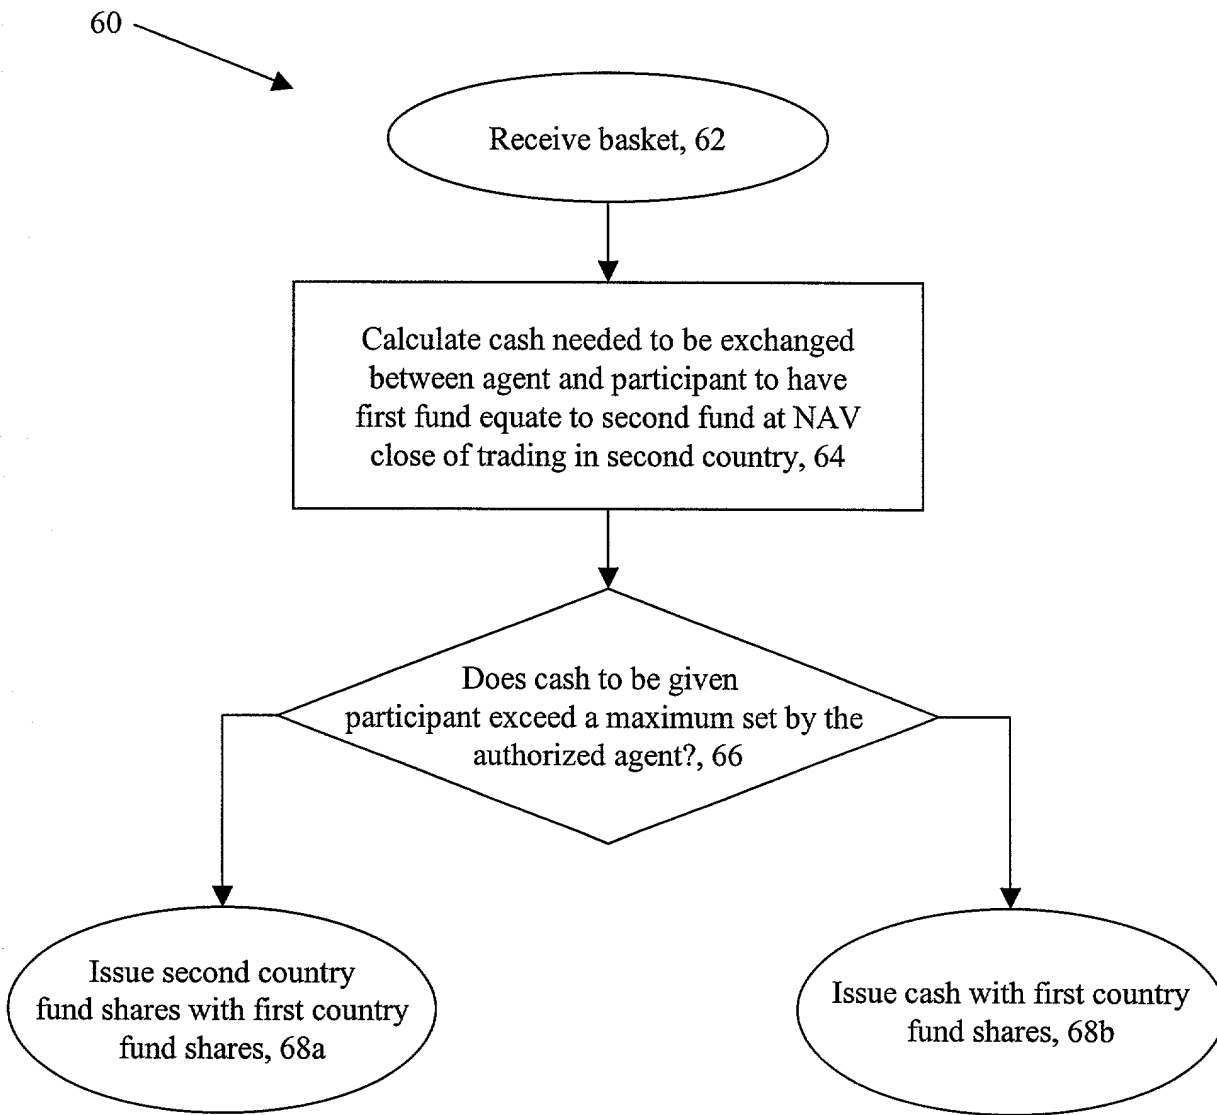 60
Receive basket, 62
Calculate cash needed to be exchanged
between agent and participant to have
first fund equate to second fund at NAV
close of trading in second country, 64
Does cash to be given
participant exceed a maximum set by the
authorized agent?, 66
Issue second country
fund shares with first country
fund shares, 68a
Issue cash with first country
fund shares, 68b